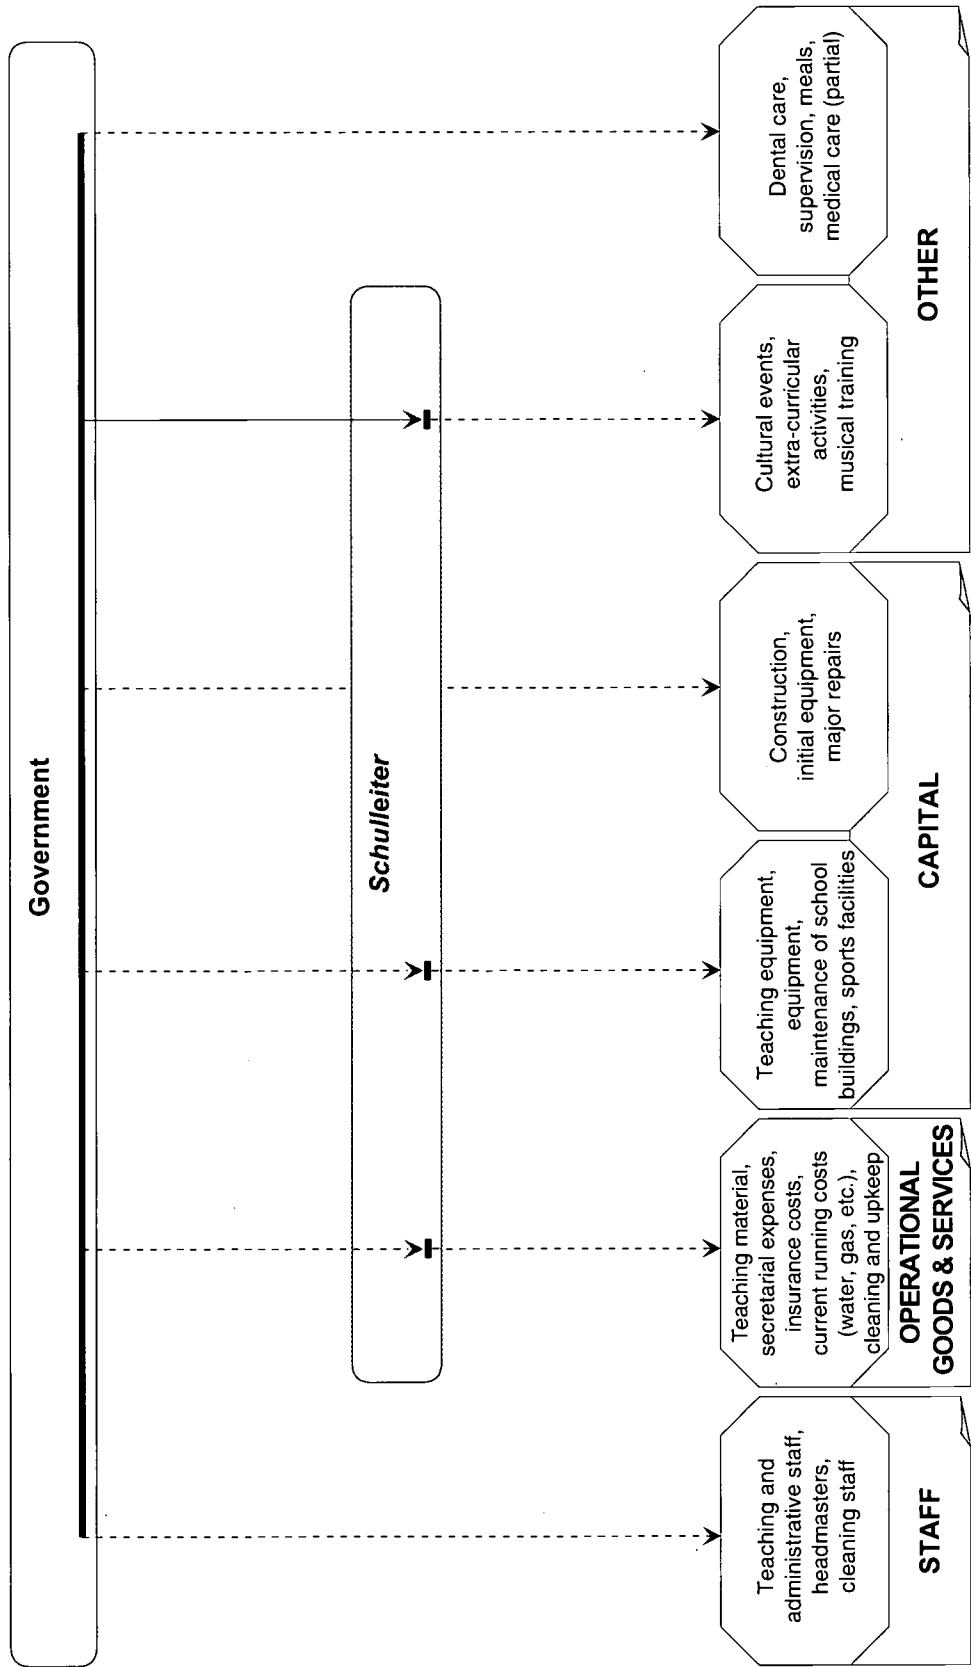 Government
Schulleiter
Teaching and
administrative staff,
headmasters,
cleaning staff
Teaching material,
secretarial expenses,
insurance costs,
current running costs
(water, gas, etc.),
cleaning and upkeep
Teaching equipment,
equipment,
maintenance of school
buildings, sports facilities
Construction,
initial equipment,
major repairs
Cultural events,
extra-curricular
activities,
musical training
Dental care,
supervision, meals,
medical care (partial)
STAFF
OPERATIONAL
GOODS & SERVICES
CAPITAL
OTHER